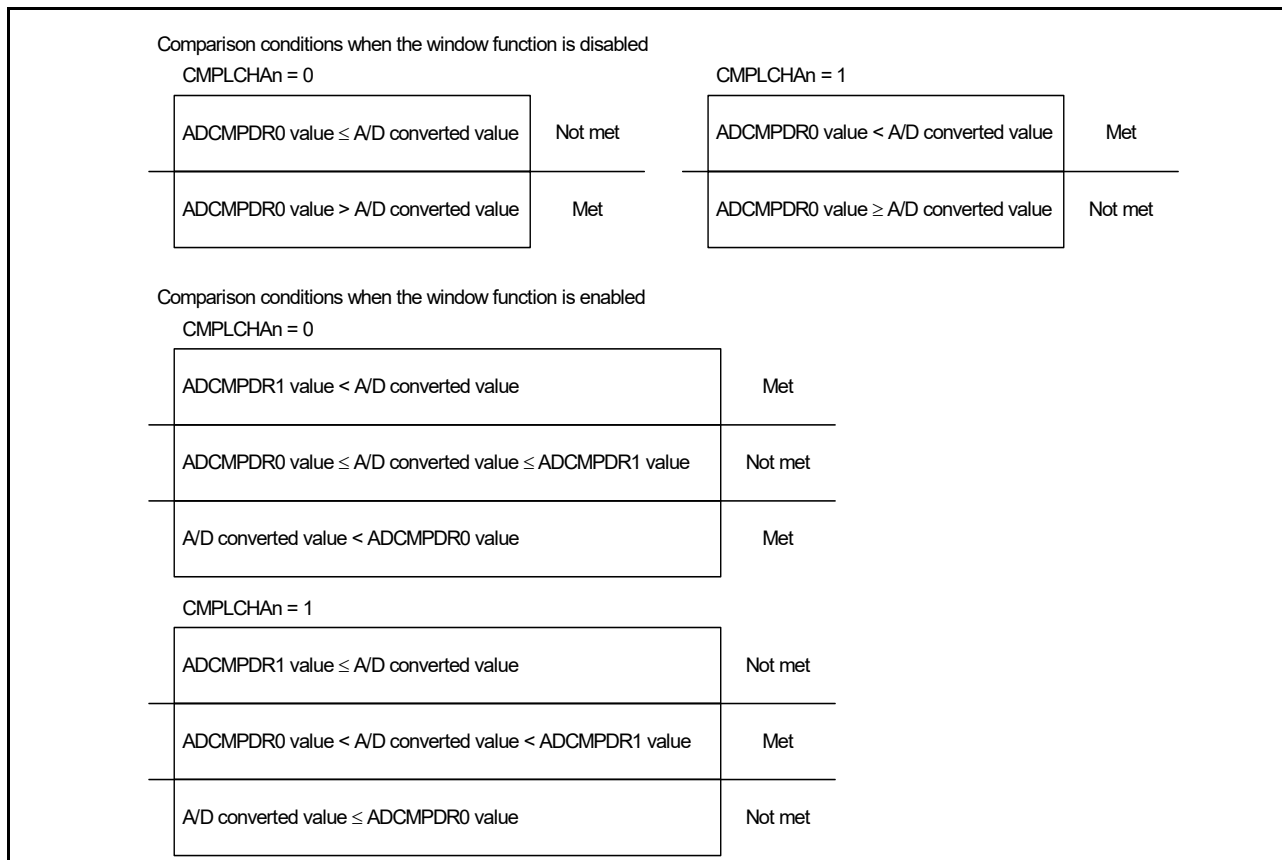 Comparison conditions when the window function is disabled
CMPLCHAn = 0
ADCMPDR0 value ≤ A/D converted value Not met
ADCMPDR0 value > A/D converted value Met
CMPLCHAn = 1
ADCMPDR0 value < A/D converted value Met
ADCMPDR0 value ≥ A/D converted value Not met
Comparison conditions when the window function is enabled
CMPLCHAn = 0
ADCMPDR1 value < A/D converted value Met
ADCMPDR0 value ≤ A/D converted value ≤ ADCMPDR1 value Not met
A/D converted value < ADCMPDR0 value Met
CMPLCHAn = 1
ADCMPDR1 value ≤ A/D converted value Not met
ADCMPDR0 value < A/D converted value < ADCMPDR1 value Met
A/D converted value ≤ ADCMPDR0 value Not met